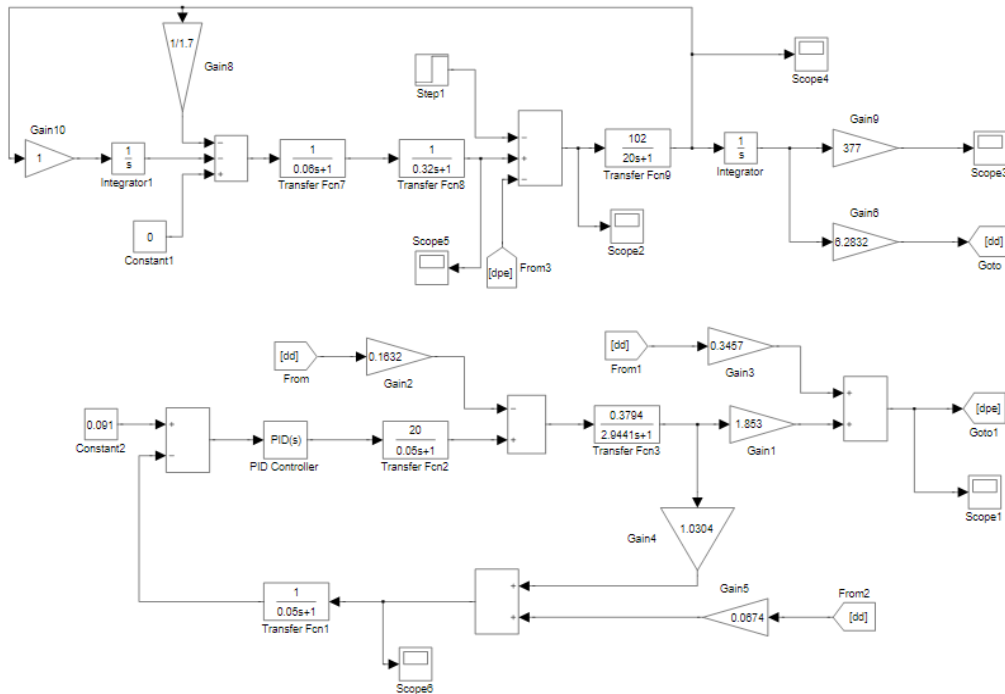 1/1.7
Gain8
Scope4
Step1
Gain10
1
1
s
Integrator1
−
−
+
1
0.06s+1
Transfer Fcn7
1
0.32s+1
Transfer Fcn8
−
+
−
102
20s+1
Transfer Fcn9
1
s
Integrator
Gain9
377
Scope3
0
Constant1
Scope5
[dpe]
From3
Scope2
Gain6
6.2832
[dd]
Goto
[dd]
From
0.1632
Gain2
[dd]
From1
0.3457
Gain3
0.091
Constant2
+
−
PID(s)
PID Controller
20
0.05s+1
Transfer Fcn2
−
+
0.3794
2.9441s+1
Transfer Fcn3
1.853
Gain1
+
+
[dpe]
Goto1
Scope1
Gain4
1.0304
1
0.05s+1
Transfer Fcn1
+
+
Gain5
0.0674
From2
[dd]
Scope6